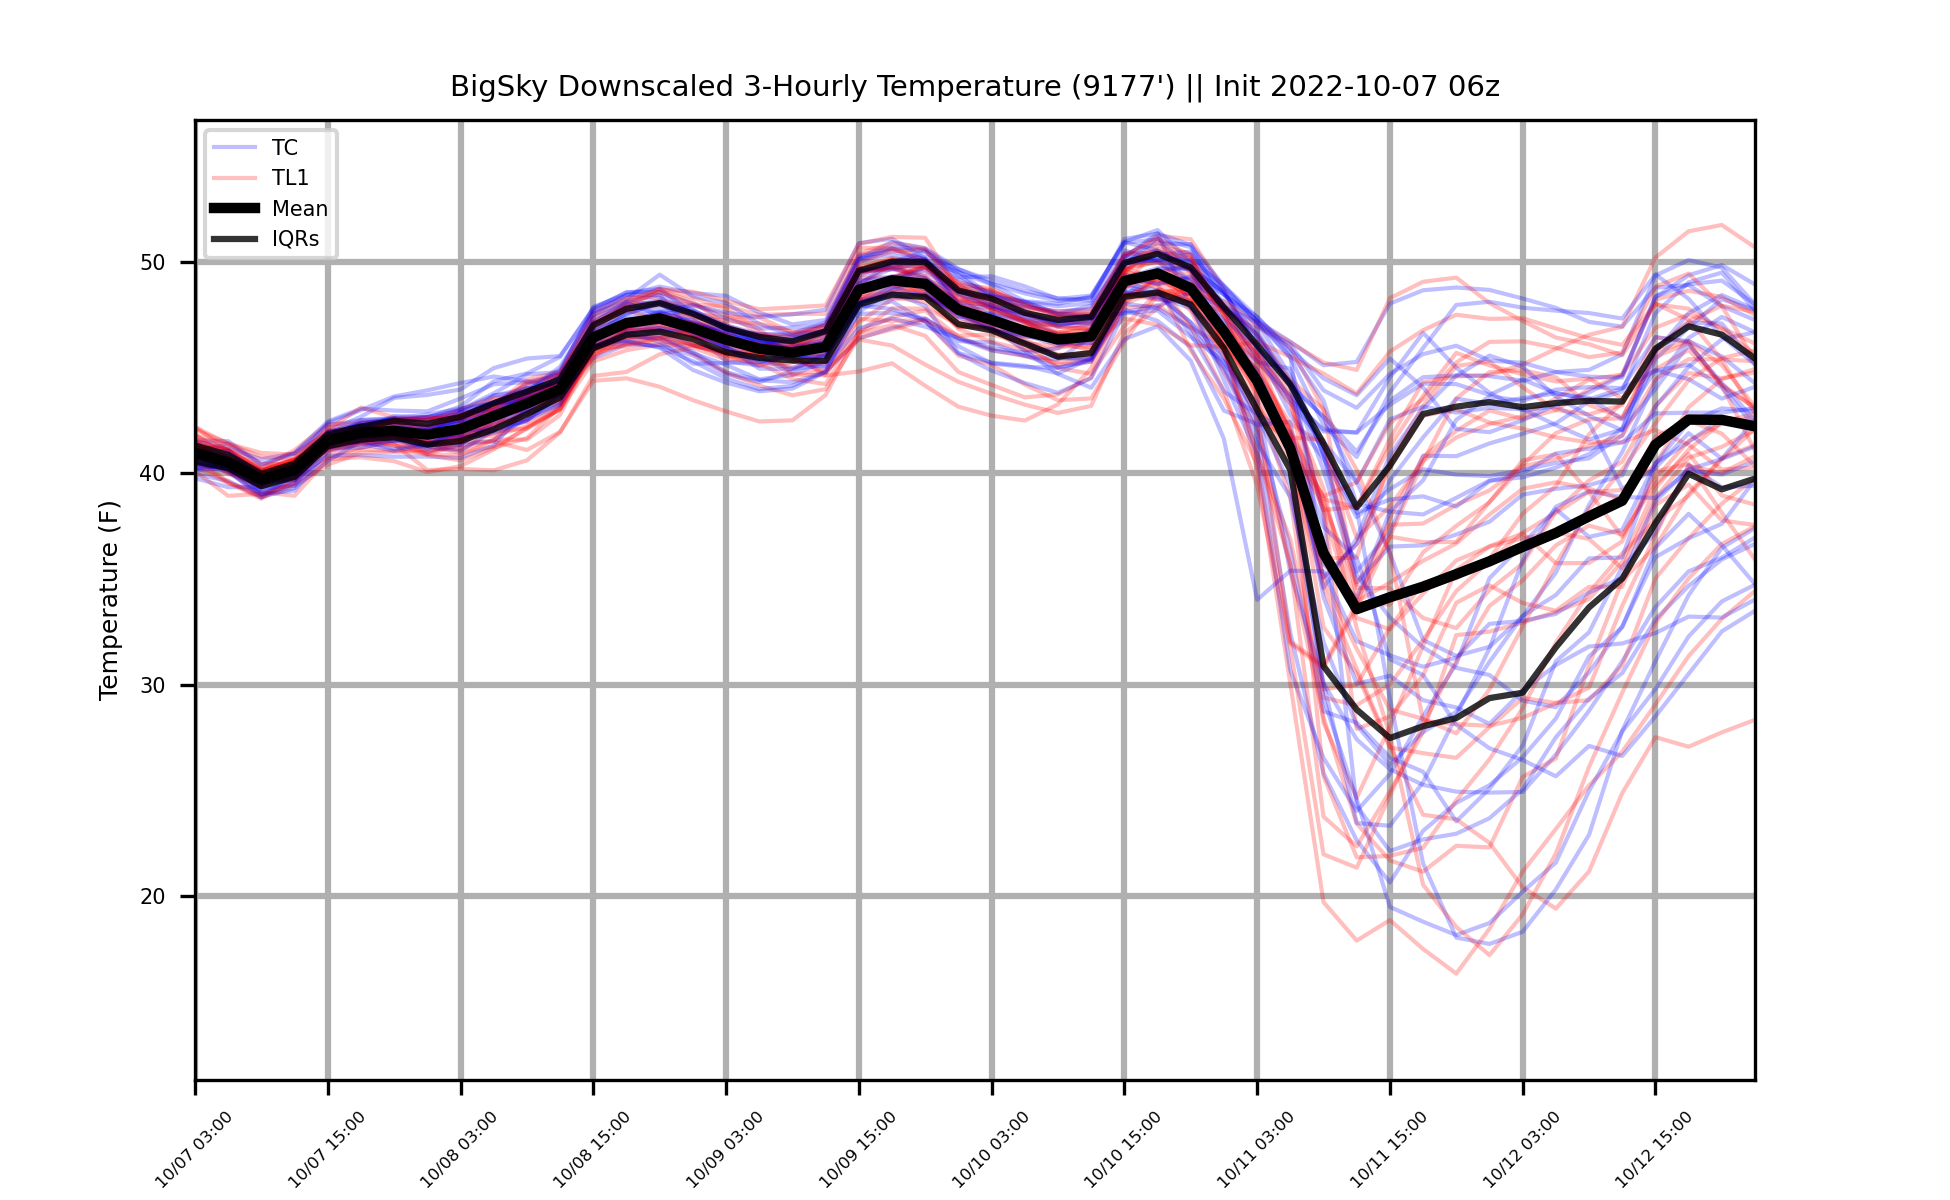 BigSky Downscaled 3-Hourly Temperature (9177') || Init 2022-10-07 06z
TC
TL1
Mean
IQRs
Temperature (F)
50
40
30
20
10/07 03:00
10/07 15:00
10/08 03:00
10/08 15:00
10/09 03:00
10/09 15:00
10/10 03:00
10/10 15:00
10/11 03:00
10/11 15:00
10/12 03:00
10/12 15:00